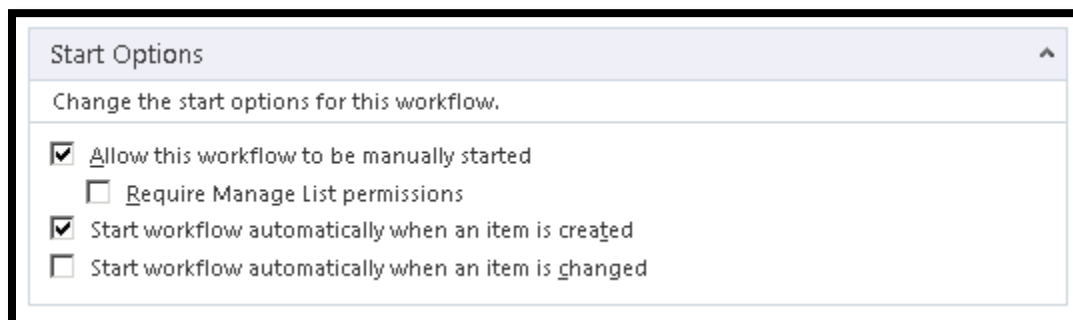 Start Options
Change the start options for this workflow.
Allow this workflow to be manually started
Require Manage List permissions
Start workflow automatically when an item is created
Start workflow automatically when an item is changed